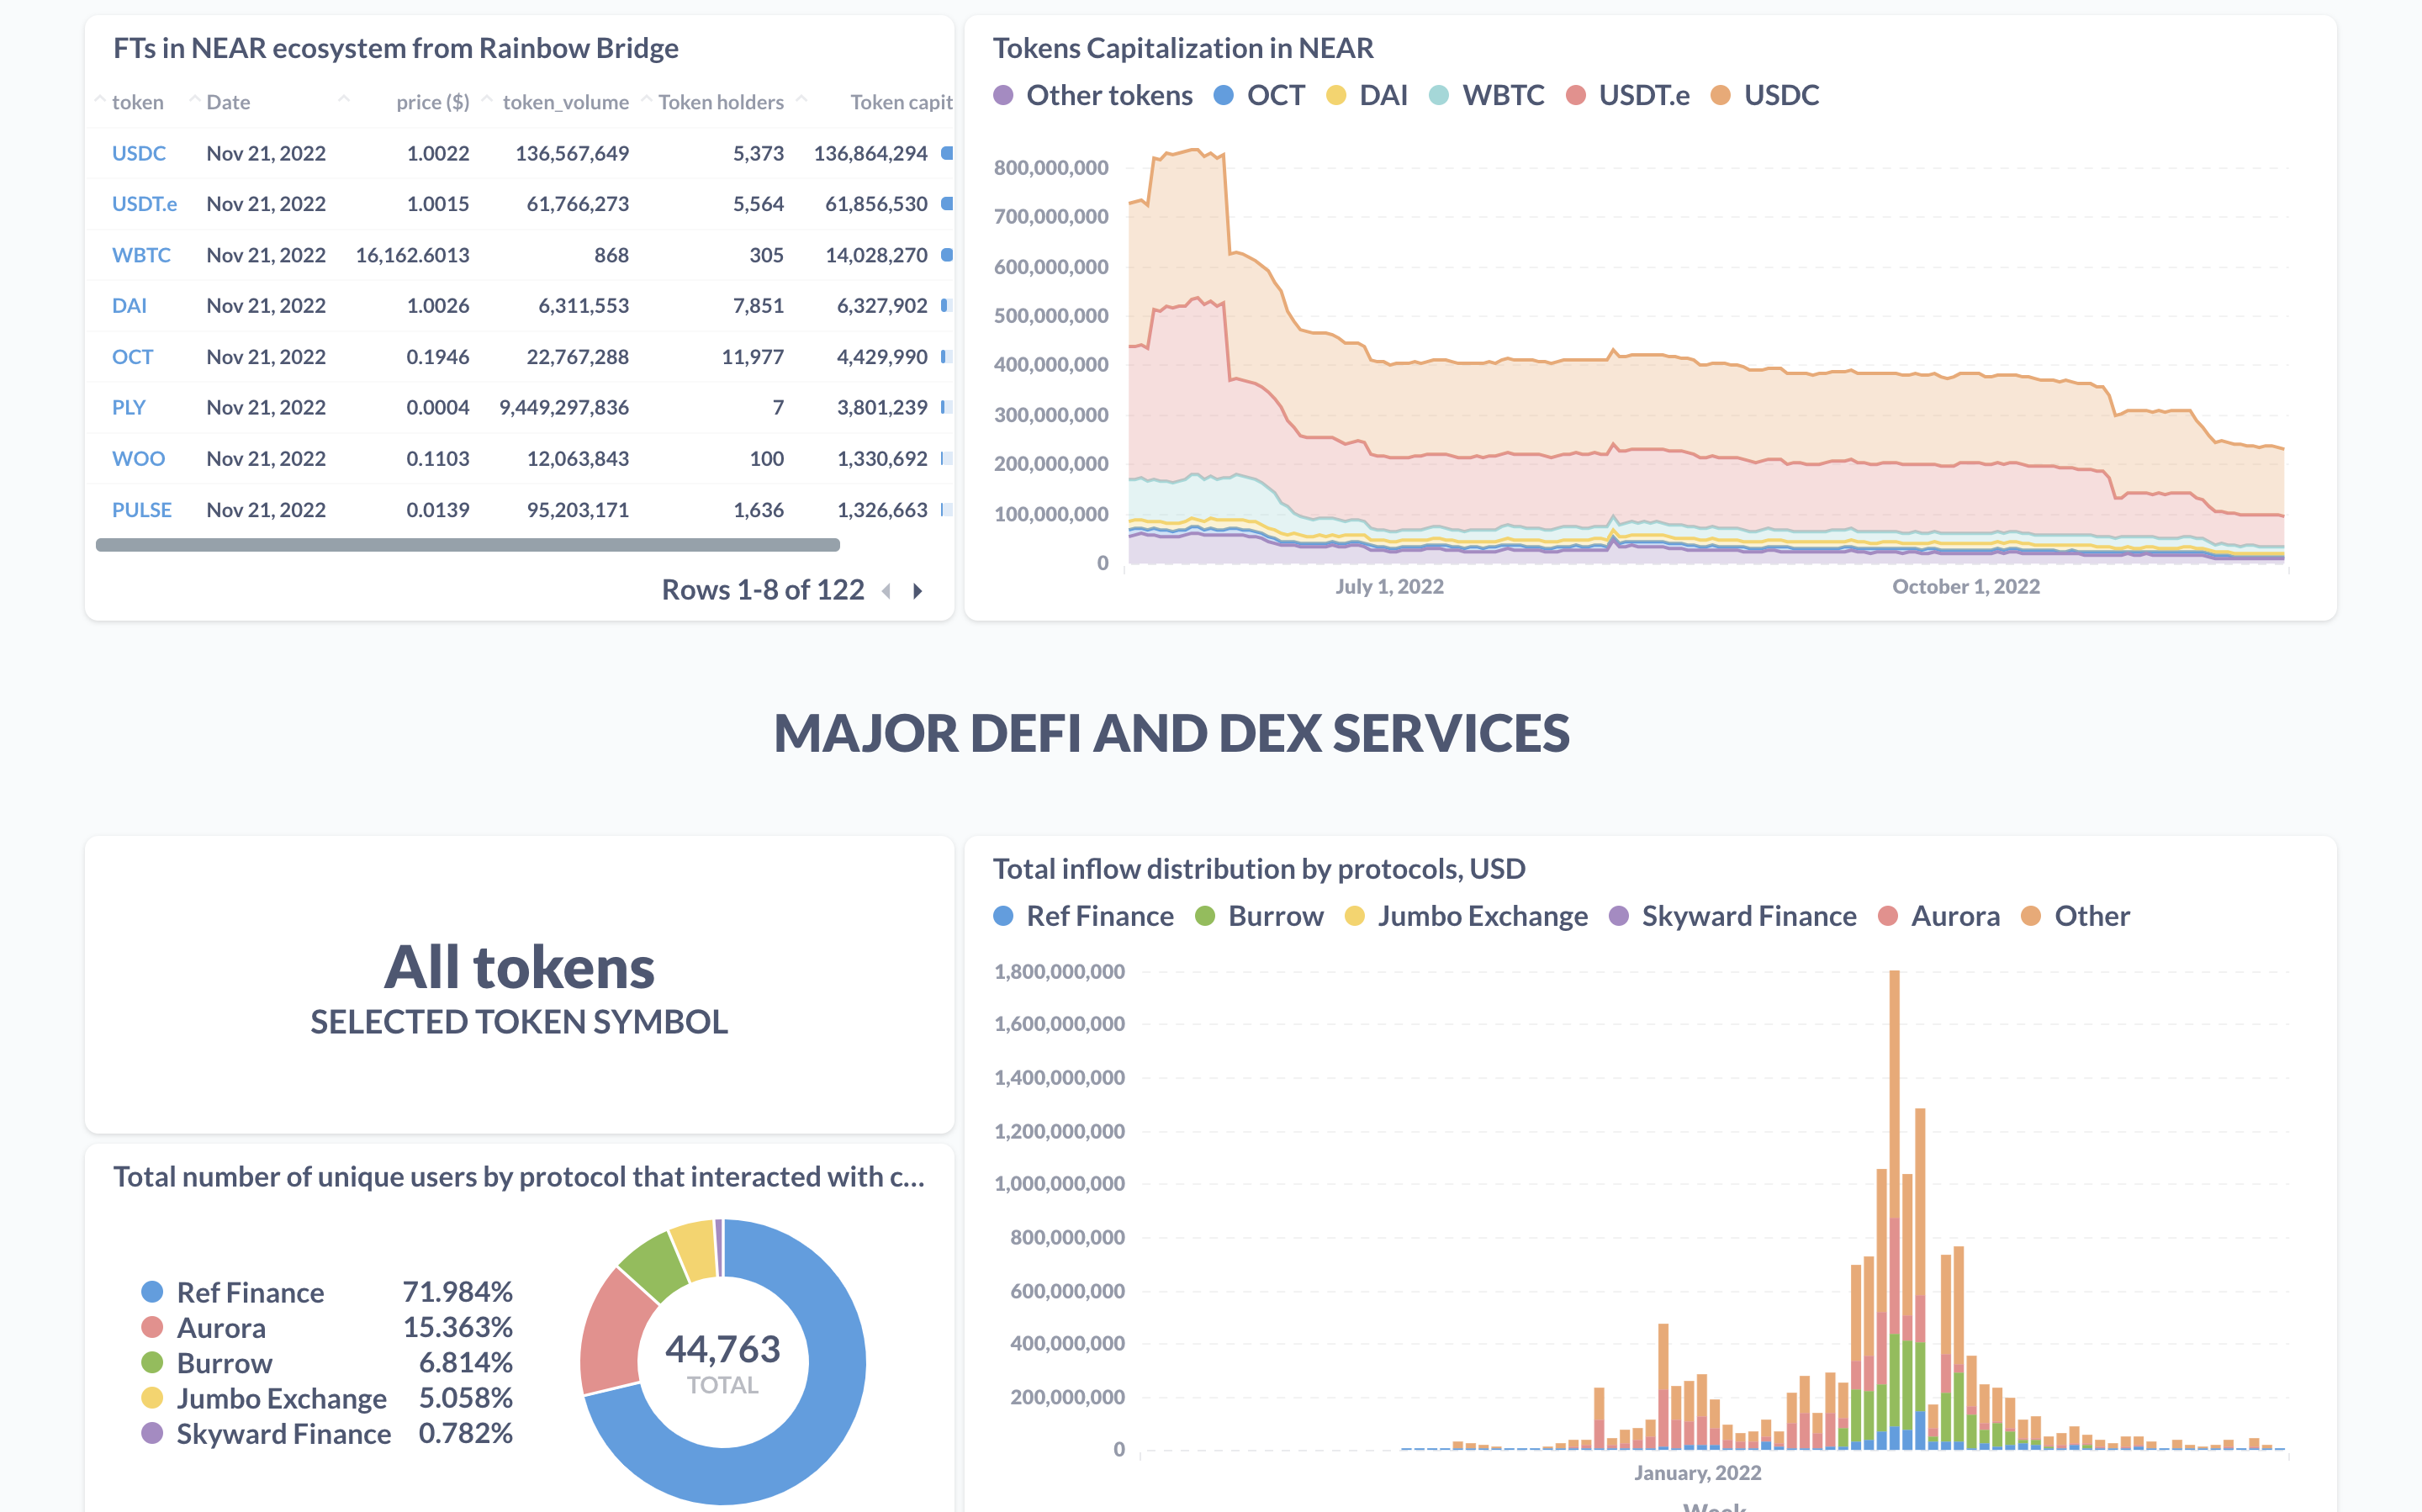 FTs in NEAR ecosystem from Rainbow Bridge
token Date price ($) token_volume Token holders Token capit
USDC Nov 21, 2022 1.0022 136,567,649 5,373 136,864,294
USDT.e Nov 21, 2022 1.0015 61,766,273 5,564 61,856,530
WBTC Nov 21, 2022 16,162.6013 868 305 14,028,270
DAI Nov 21, 2022 1.0026 6,311,553 7,851 6,327,902
OCT Nov 21, 2022 0.1946 22,767,288 11,977 4,429,990
PLY Nov 21, 2022 0.0004 9,449,297,836 7 3,801,239
WOO Nov 21, 2022 0.1103 12,063,843 100 1,330,692
PULSE Nov 21, 2022 0.0139 95,203,171 1,636 1,326,663
Rows 1-8 of 122
Tokens Capitalization in NEAR
Other tokens OCT DAI WBTC USDT.e USDC
800,000,000
700,000,000
600,000,000
500,000,000
400,000,000
300,000,000
200,000,000
100,000,000
0
July 1, 2022 October 1, 2022
MAJOR DEFI AND DEX SERVICES
All tokens
SELECTED TOKEN SYMBOL
Total number of unique users by protocol that interacted with c...
Ref Finance 71.984%
Aurora 15.363%
Burrow 6.814%
Jumbo Exchange 5.058%
Skyward Finance 0.782%
44,763
TOTAL
Total inflow distribution by protocols, USD
Ref Finance Burrow Jumbo Exchange Skyward Finance Aurora Other
1,800,000,000
1,600,000,000
1,400,000,000
1,200,000,000
1,000,000,000
800,000,000
600,000,000
400,000,000
200,000,000
0
January, 2022
Week